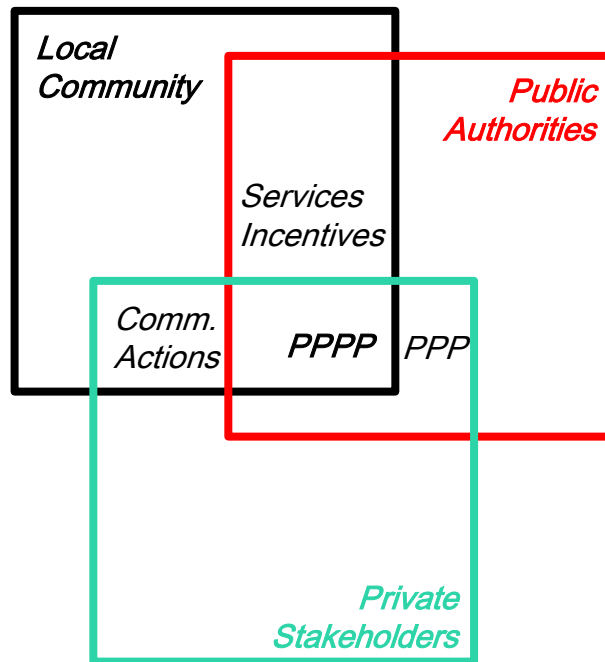 Local
Community
Public
Authorities
Services
Incentives
Comm.
Actions
PPPP
PPP
Private
Stakeholders